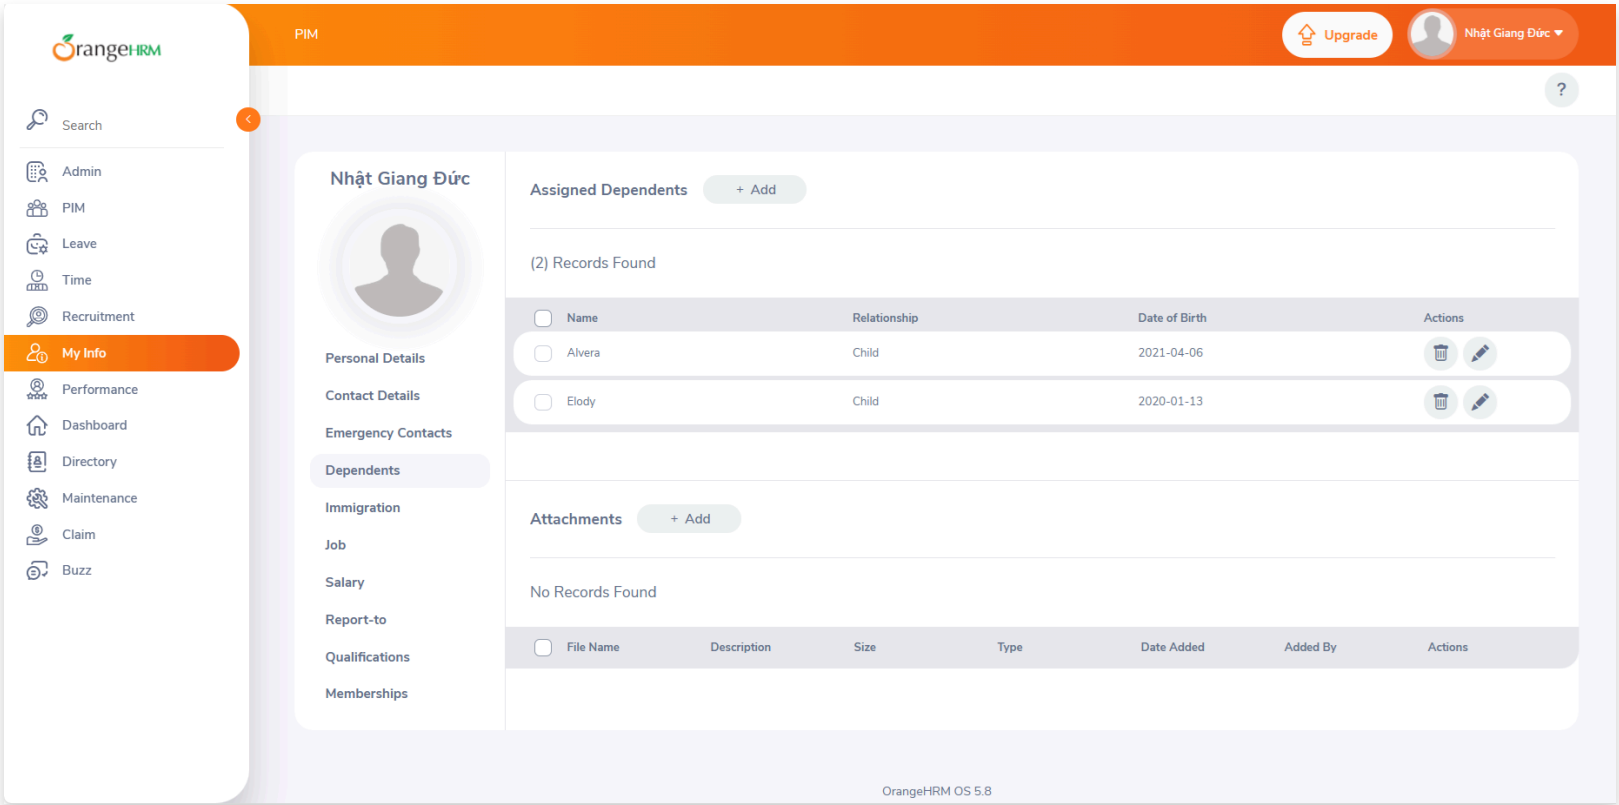 OrangeHRM
PIM
Upgrade
Nhật Giang Đức
?
Search
Admin
PIM
Leave
Time
Recruitment
My Info
Performance
Dashboard
Directory
Maintenance
Claim
Buzz
Nhật Giang Đức
Personal Details
Contact Details
Emergency Contacts
Dependents
Immigration
Job
Salary
Report-to
Qualifications
Memberships
Assigned Dependents + Add
(2) Records Found
Name Relationship Date of Birth Actions
Alvera Child 2021-04-06
Elody Child 2020-01-13
Attachments + Add
No Records Found
File Name Description Size Type Date Added Added By Actions
OrangeHRM OS 5.8